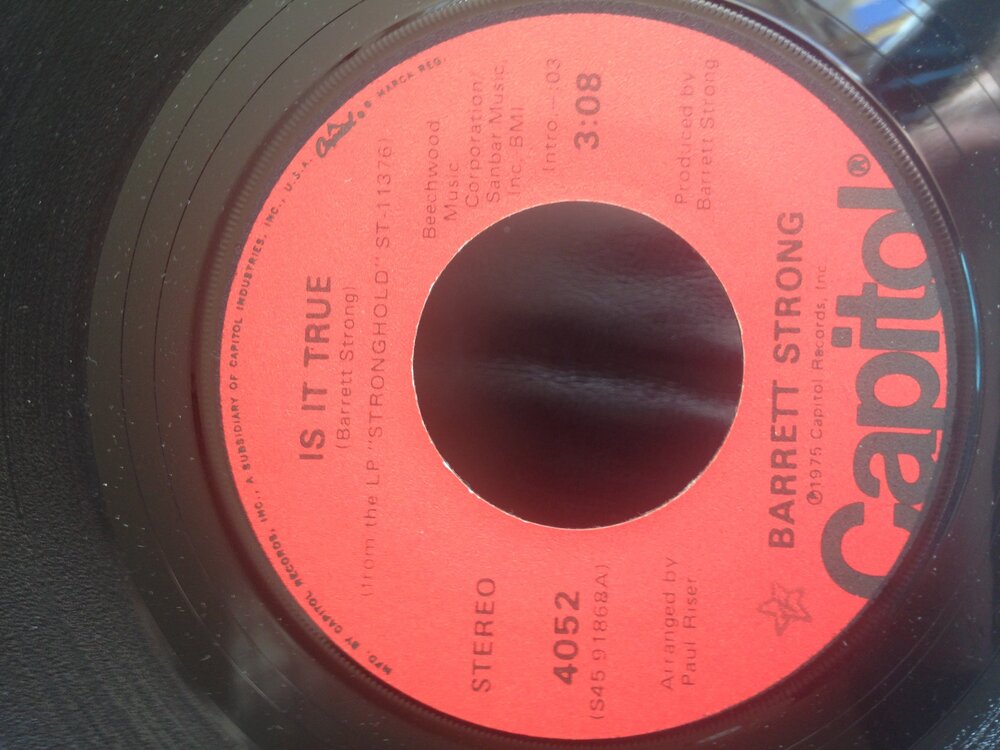 MFD. BY CAPITOL RECORDS, INC., A SUBSIDIARY OF CAPITOL INDUSTRIES, INC., U.S.A. ® MARCA REG.
IS IT TRUE
(Barrett Strong)
(from the LP "STRONGHOLD" ST-11376)
STEREO
4052
(S45 91868A)
Arranged by
Paul Riser
Beechwood
Music
Corporation/
Sanbar Music,
Inc. BMI
Intro—:03
3:08
Produced by
Barrett Strong
BARRETT STRONG
℗1975 Capitol Records, Inc.
Capitol®